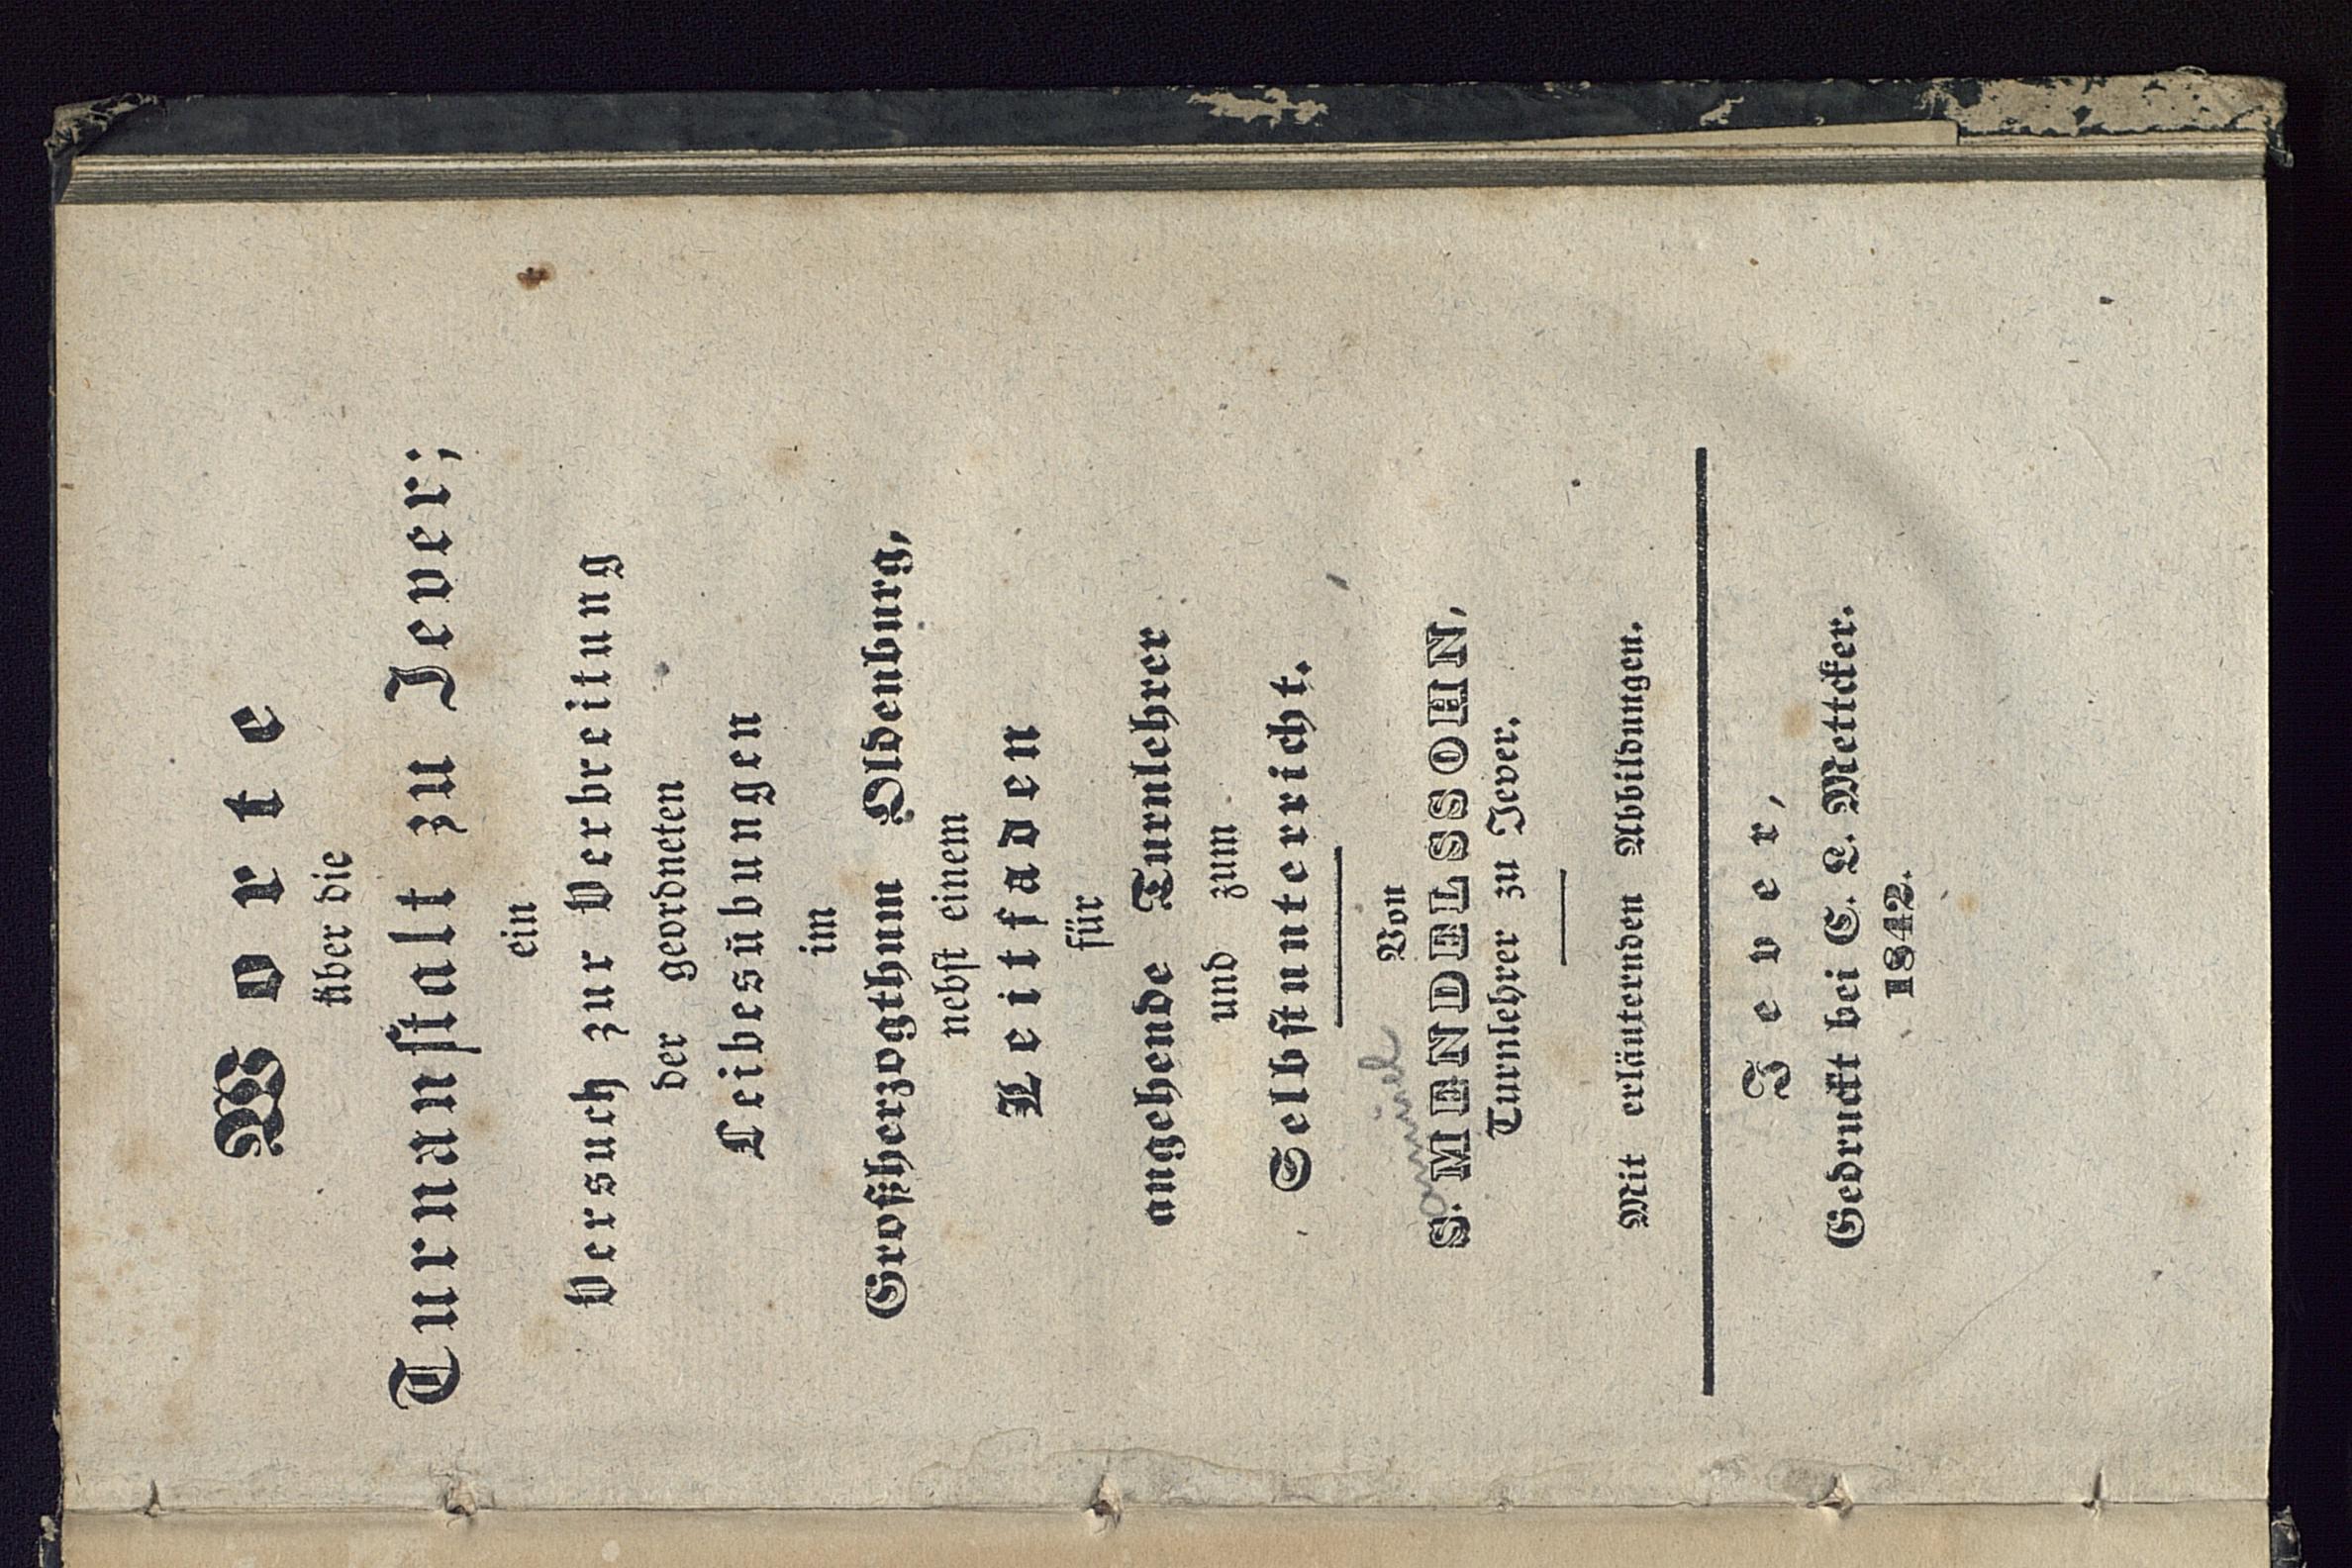 Worte
über die
Turnanstalt zu Jever;
ein
Versuch zur Verbreitung
der geordneten
Leibesübungen
im
Großherzogthum Oldenburg,
nebst einem
Leitfaden
für
angehende Turnlehrer
und zum
Selbstunterricht.
Von
Samuel
S. MENDELSSOHN,
Turnlehrer zu Jever.
Mit erläuternden Abbildungen.
Jever,
Gedruckt bei C. L. Mettcker.
1842.